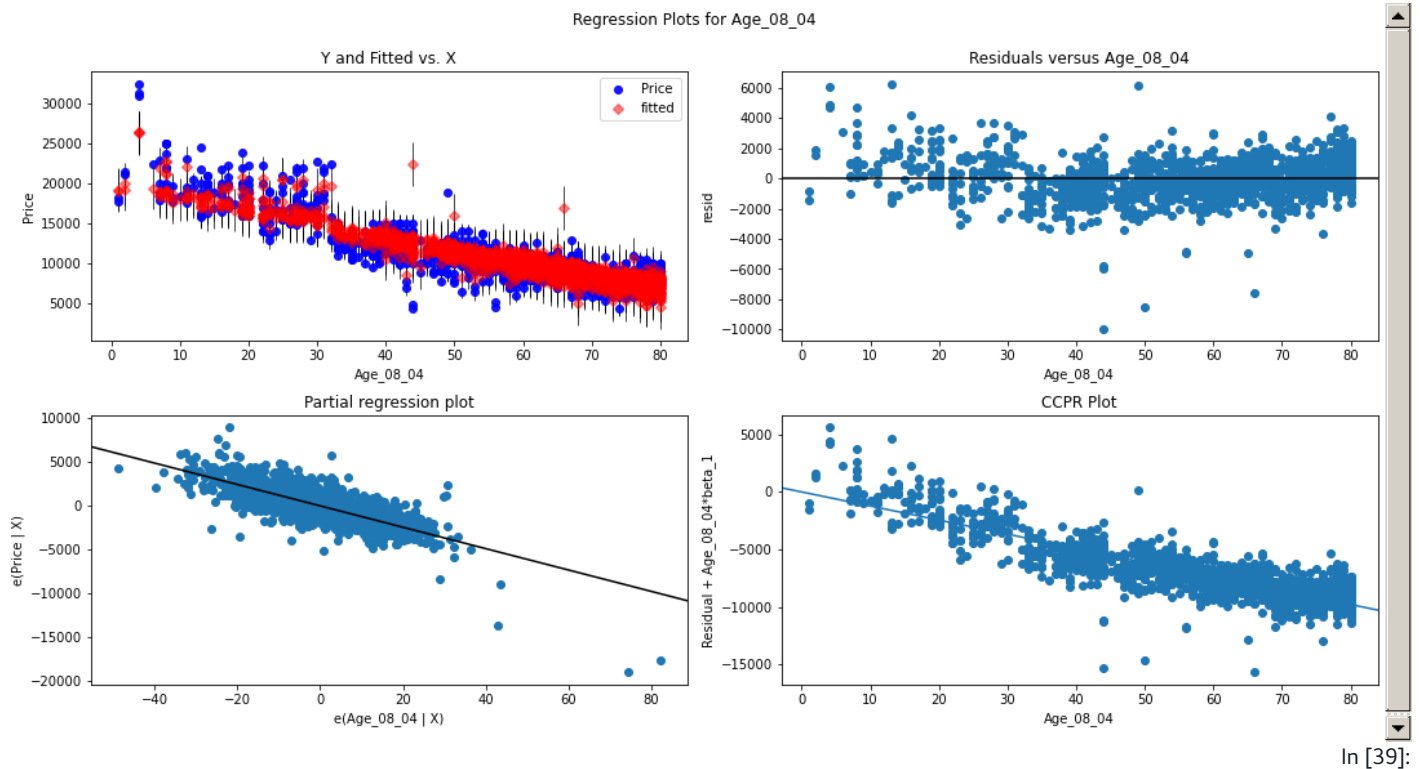 Regression Plots for Age_08_04
Y and Fitted vs. X
Price
fitted
30000
25000
20000
15000
10000
5000
Price
0 10 20 30 40 50 60 70 80
Age_08_04
Residuals versus Age_08_04
6000
4000
2000
0
−2000
−4000
−6000
−8000
−10000
resid
0 10 20 30 40 50 60 70 80
Age_08_04
Partial regression plot
10000
5000
0
−5000
−10000
−15000
−20000
e(Price | X)
−40 −20 0 20 40 60 80
e(Age_08_04 | X)
CCPR Plot
5000
0
−5000
−10000
−15000
Residual + Age_08_04*beta_1
0 10 20 30 40 50 60 70 80
Age_08_04
In [39]: